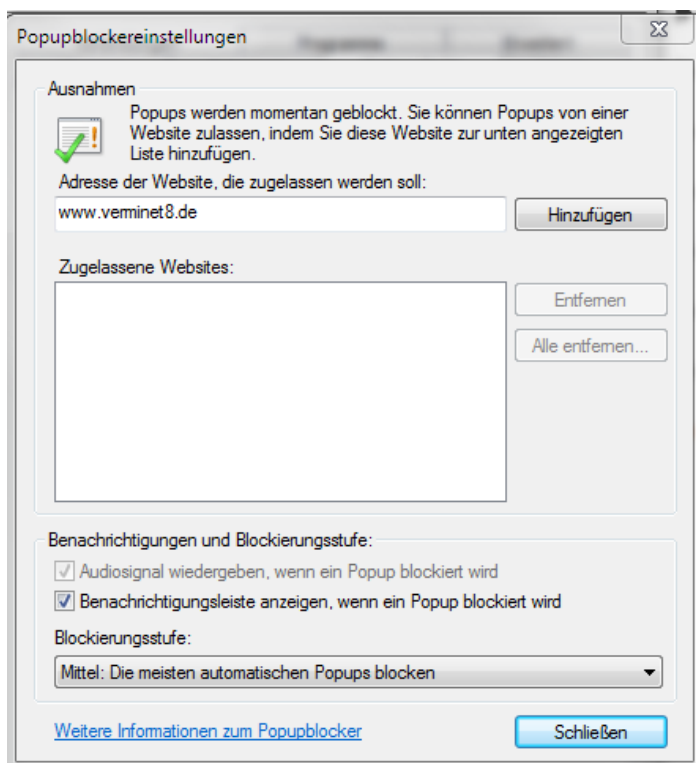 Popupblockereinstellungen
Ausnahmen
Popups werden momentan geblockt. Sie können Popups von einer
Website zulassen, indem Sie diese Website zur unten angezeigten
Liste hinzufügen.
Adresse der Website, die zugelassen werden soll:
www.verminet8.de
Hinzufügen
Zugelassene Websites:
Entfernen
Alle entfernen...
Benachrichtigungen und Blockierungsstufe:
Audiosignal wiedergeben, wenn ein Popup blockiert wird
Benachrichtigungsleiste anzeigen, wenn ein Popup blockiert wird
Blockierungsstufe:
Mittel: Die meisten automatischen Popups blocken
Weitere Informationen zum Popupblocker
Schließen